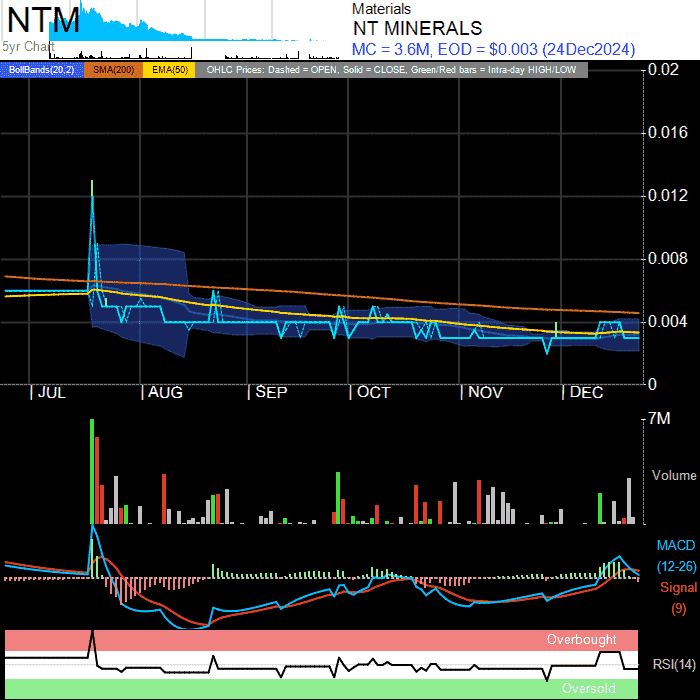 NTM
5yr Chart
Materials
NT MINERALS
MC = 3.6M, EOD = $0.003 (24Dec2024)
BollBands(20,2) SMA(200) EMA(50) OHLC Prices: Dashed = OPEN, Solid = CLOSE, Green/Red bars = Intra-day HIGH/LOW
0.02
0.016
0.012
0.008
0.004
0
JUL AUG SEP OCT NOV DEC
7M
Volume
MACD
(12-26)
Signal
(9)
Overbought
RSI(14)
Oversold